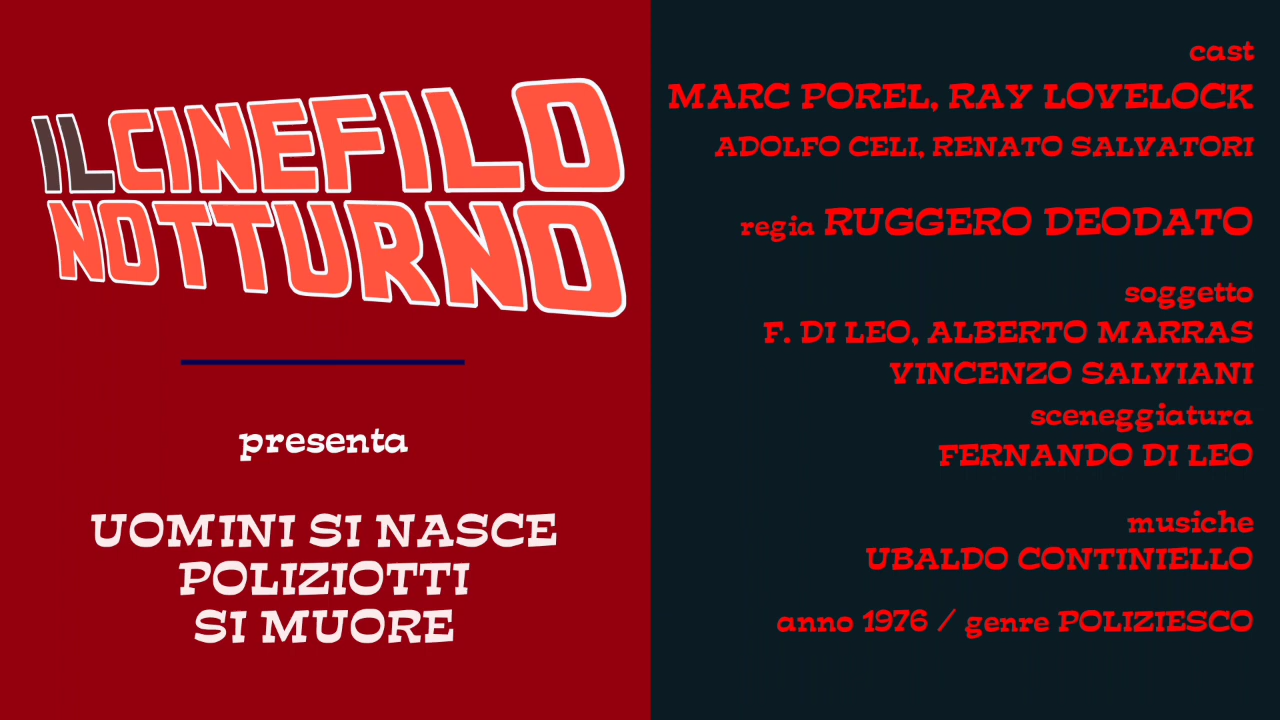 IL CINEFILO
NOTTURNO
presenta
UOMINI SI NASCE
POLIZIOTTI
SI MUORE
cast
MARC POREL, RAY LOVELOCK
ADOLFO CELI, RENATO SALVATORI
regia RUGGERO DEODATO
soggetto
F. DI LEO, ALBERTO MARRAS
VINCENZO SALVIANI
sceneggiatura
FERNANDO DI LEO
musiche
UBALDO CONTINIELLO
anno 1976 / genre POLIZIESCO